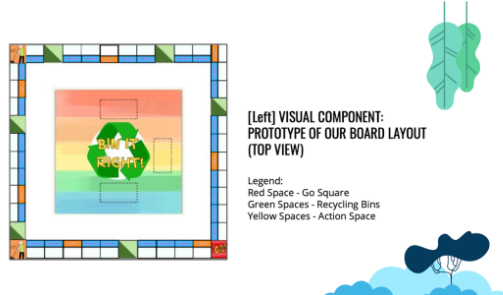 BIN IT
RIGHT!
[Left] VISUAL COMPONENT:
PROTOTYPE OF OUR BOARD LAYOUT
(TOP VIEW)
Legend:
Red Space - Go Square
Green Spaces - Recycling Bins
Yellow Spaces - Action Space